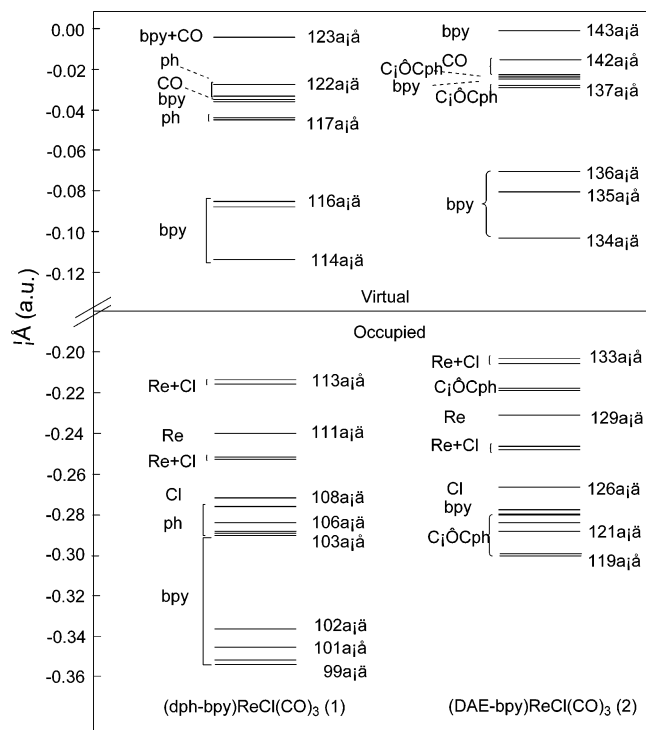 ¡Å (a.u.)
0.00
-0.02
-0.04
-0.06
-0.08
-0.10
-0.12
-0.20
-0.22
-0.24
-0.26
-0.28
-0.30
-0.32
-0.34
-0.36
bpy+CO
123a¡å
ph
CO
122a¡ä
bpy
ph
117a¡å
116a¡ä
bpy
114a¡ä
bpy
143a¡ä
CO
142a¡å
C¡ÔCph
bpy
C¡ÔCph
137a¡å
136a¡ä
135a¡å
bpy
134a¡ä
Virtual
Occupied
Re+Cl
113a¡å
Re
111a¡ä
Re+Cl
Cl
108a¡ä
ph
106a¡ä
103a¡å
bpy
102a¡ä
101a¡å
99a¡ä
Re+Cl
133a¡å
C¡ÔCph
Re
129a¡ä
Re+Cl
Cl
126a¡ä
bpy
C¡ÔCph
121a¡ä
119a¡å
(dph-bpy)ReCl(CO)₃ (1)
(DAE-bpy)ReCl(CO)₃ (2)